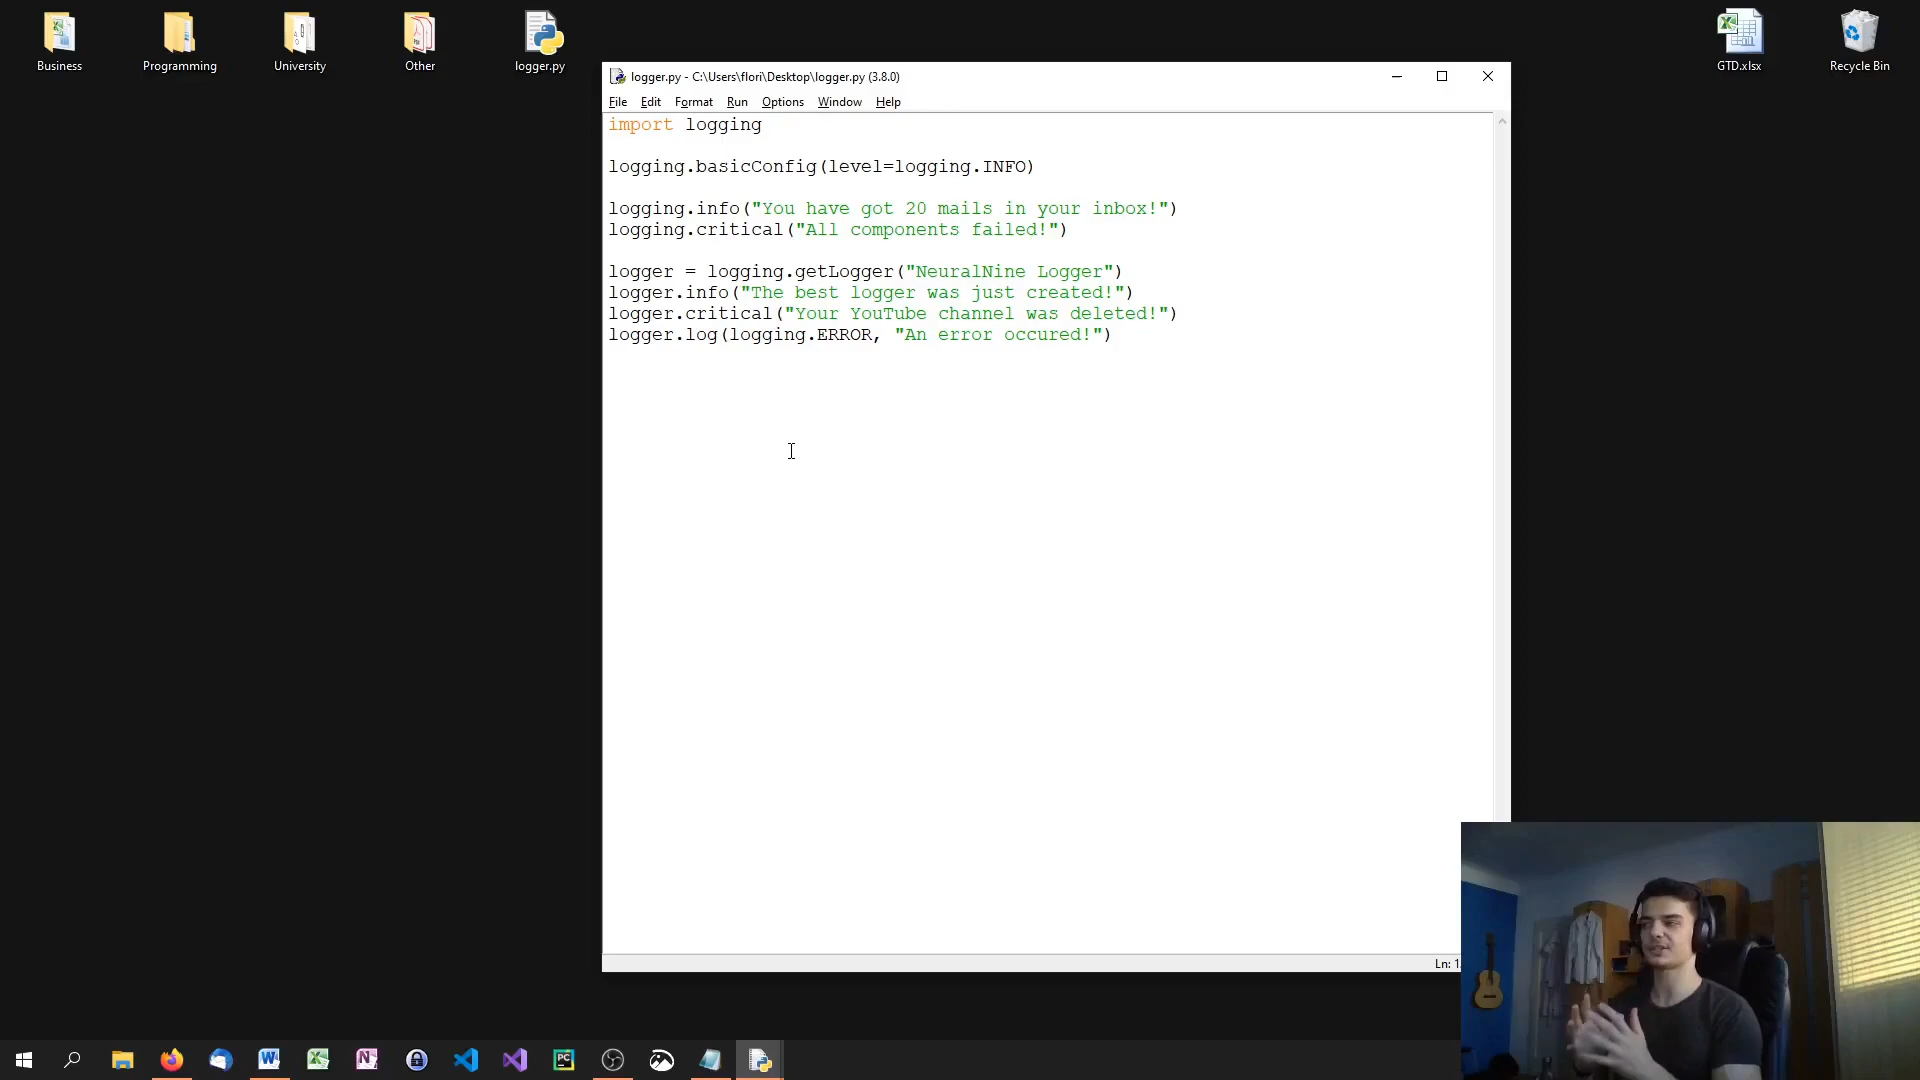 Business
Programming
University
Other
logger.py
GTD.xlsx
Recycle Bin
logger.py - C:\Users\flori\Desktop\logger.py (3.8.0)
File Edit Format Run Options Window Help
import logging
logging.basicConfig(level=logging.INFO)
logging.info("You have got 20 mails in your inbox!")
logging.critical("All components failed!")
logger = logging.getLogger("NeuralNine Logger")
logger.info("The best logger was just created!")
logger.critical("Your YouTube channel was deleted!")
logger.log(logging.ERROR, "An error occured!")
Ln: 1